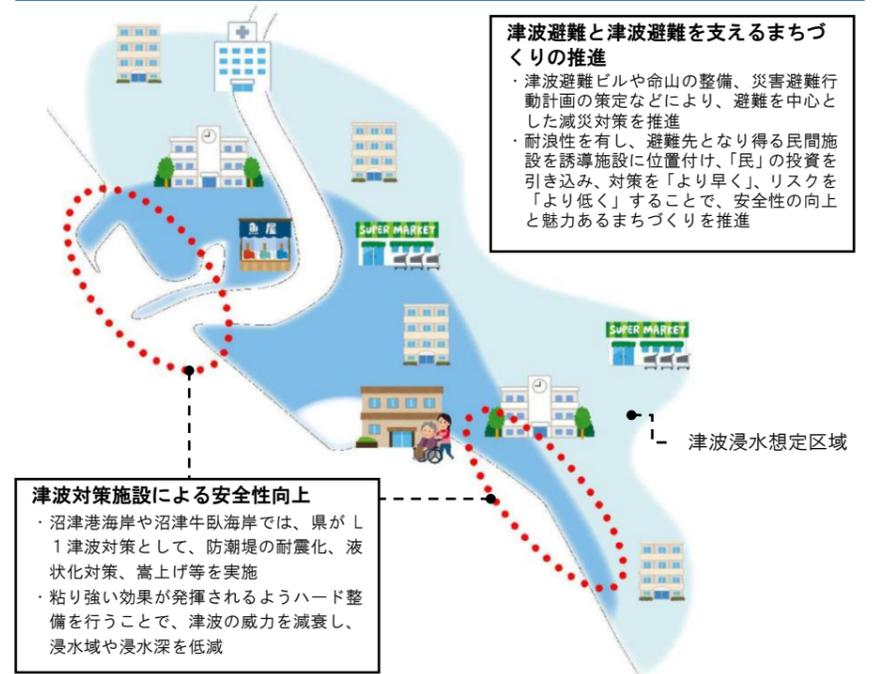 津波避難と津波避難を支えるまちづ
くりの推進
・津波避難ビルや命山の整備、災害避難行
動計画の策定などにより、避難を中心と
した減災対策を推進
・耐浪性を有し、避難先となり得る民間施
設を誘導施設に位置付け、「民」の投資を
引き込み、対策を「より早く」、リスクを
「より低く」することで、安全性の向上
と魅力あるまちづくりを推進
魚屋
SUPER MARKET
SUPER MARKET
津波浸水想定区域
津波対策施設による安全性向上
・沼津港海岸や沼津牛臥海岸では、県がL
1津波対策として、防潮堤の耐震化、液
状化対策、嵩上げ等を実施
・粘り強い効果が発揮されるようハード整
備を行うことで、津波の威力を減衰し、
浸水域や浸水深を低減